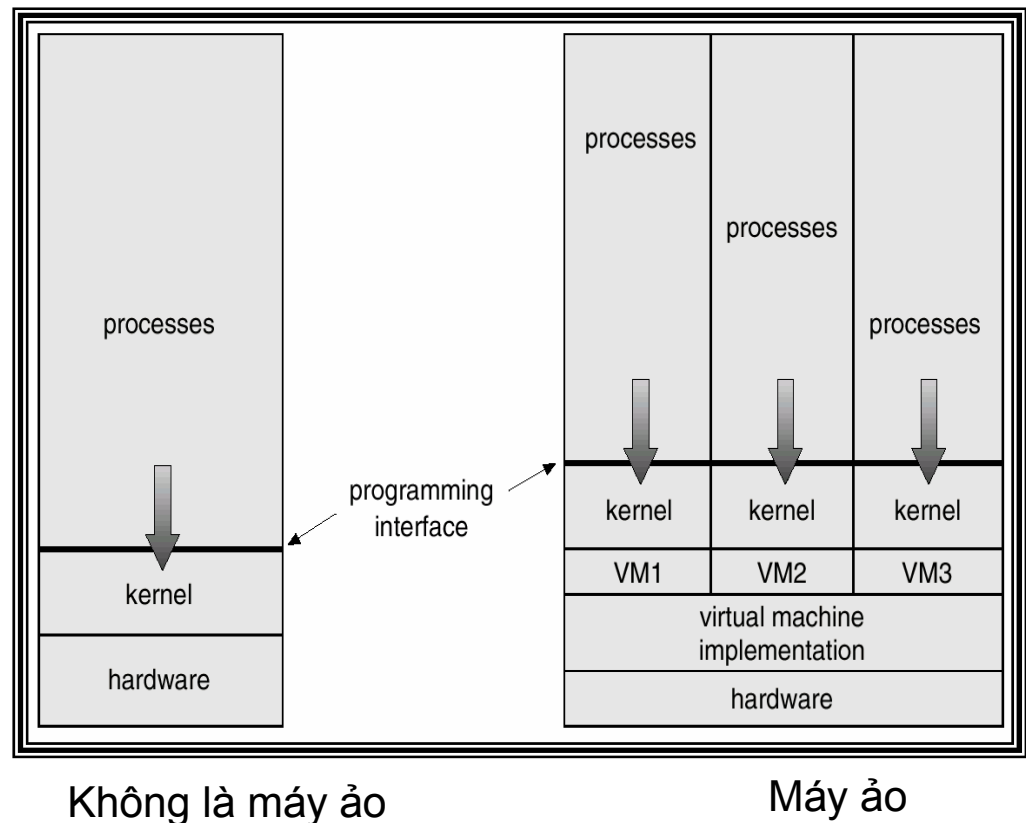 processes
kernel
hardware
programming
interface
processes
processes
processes
kernel
kernel
kernel
VM1
VM2
VM3
virtual machine
implementation
hardware
Không là máy ảo
Máy ảo